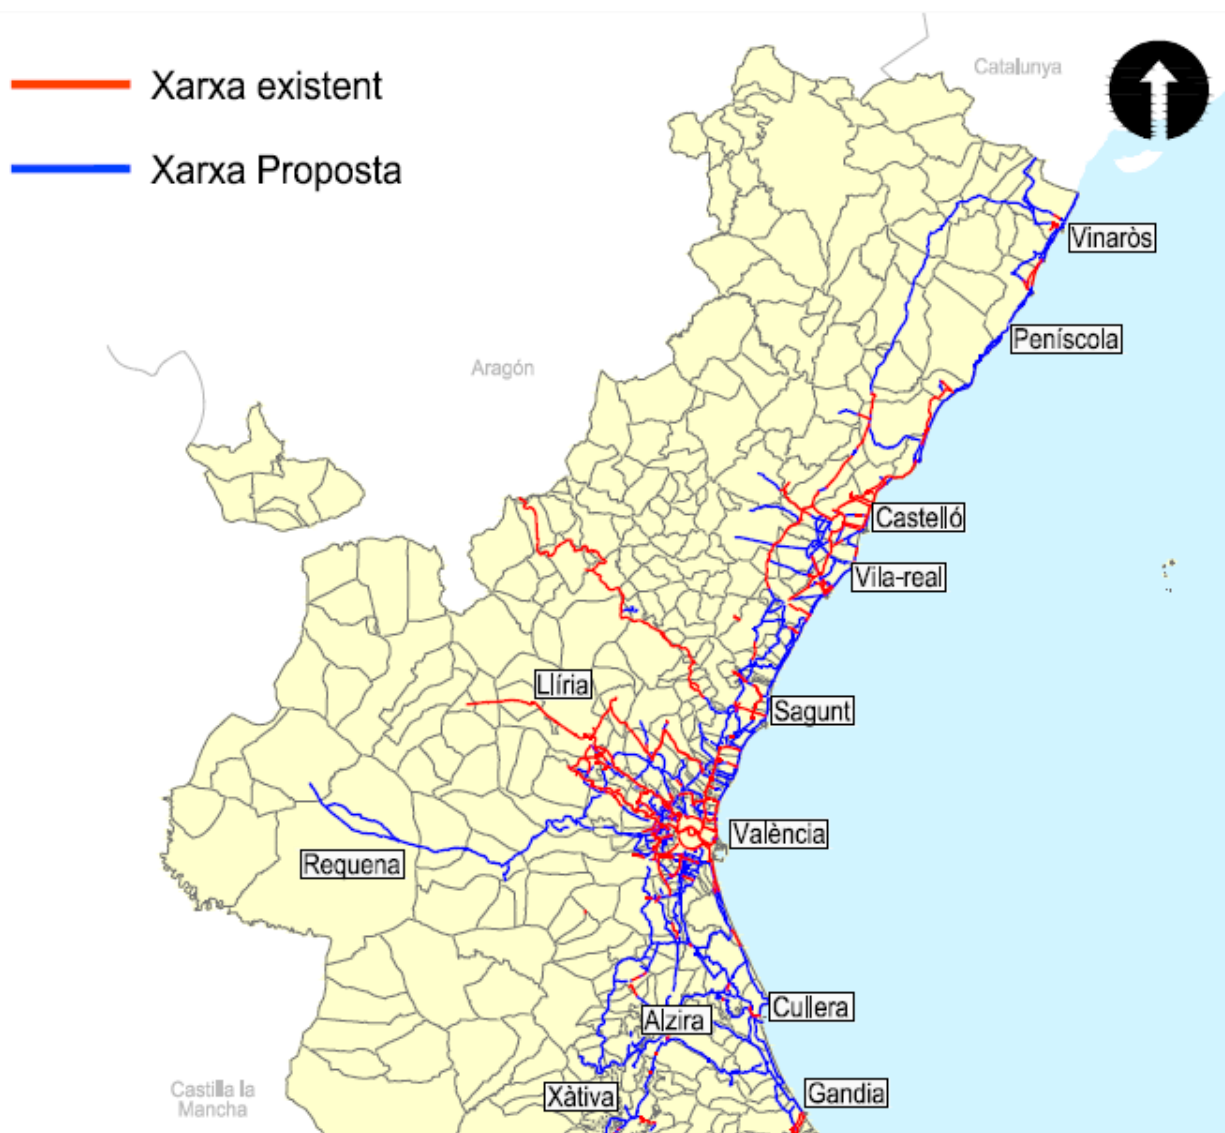 Xarxa existent
Xarxa Proposta
Catalunya
Vinaròs
Peníscola
Aragón
Castelló
Vila-real
Llíria
Sagunt
València
Requena
Cullera
Alzira
Xàtiva
Gandia
Castilla la
Mancha